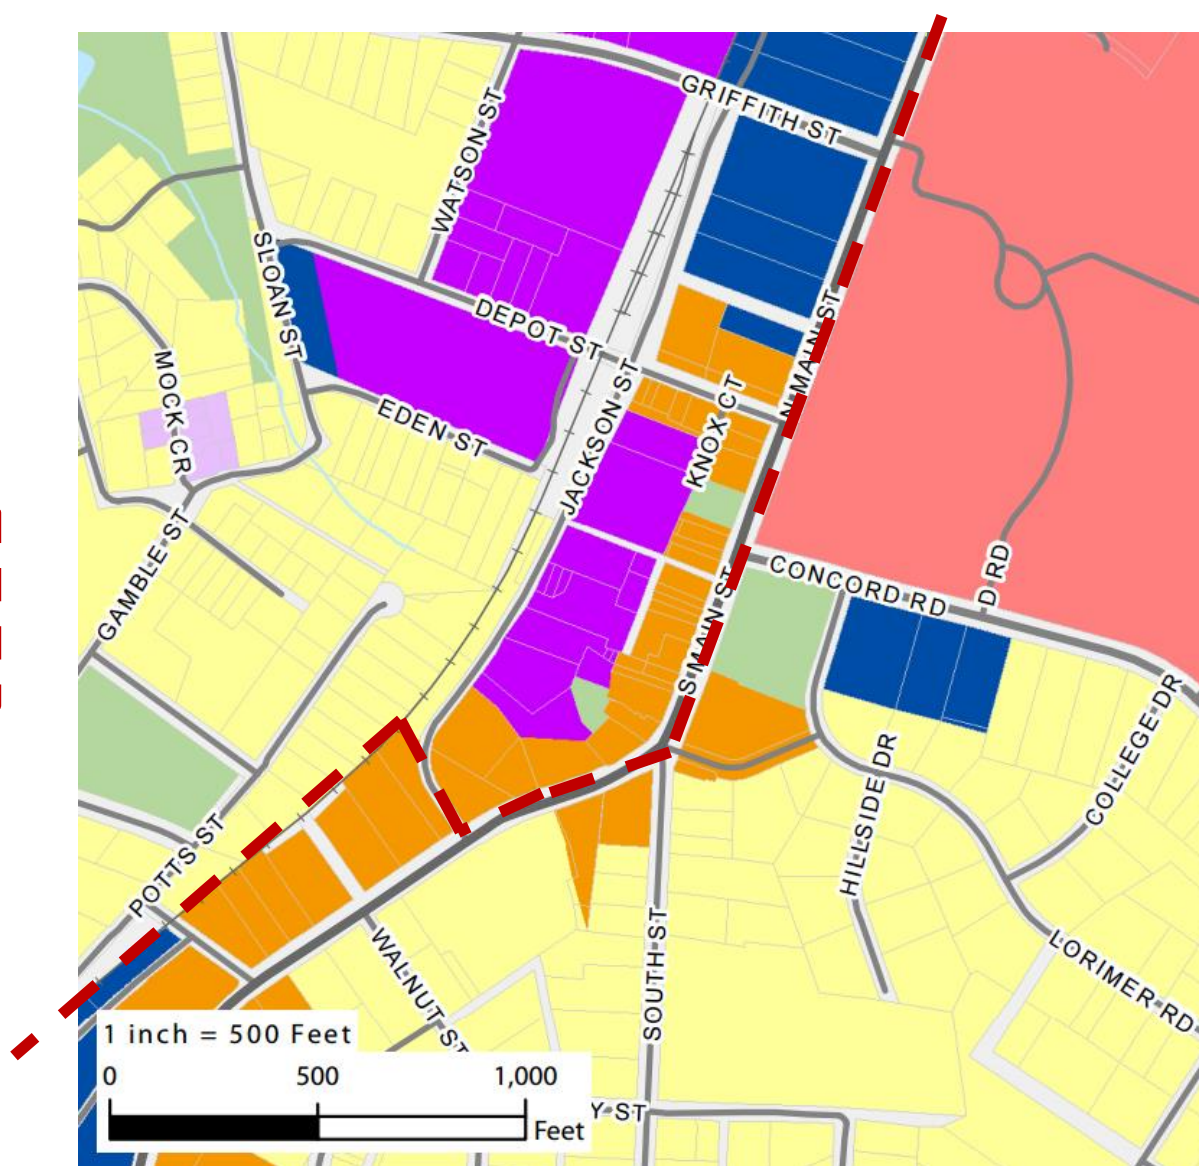 GRIFFITH ST
WATSON ST
SLOAN ST
DEPOT ST
N MAIN ST
MOCK CR
EDEN ST
JACKSON ST
KNOX CT
GAMBLE ST
CONCORD RD
D RD
S MAIN ST
COLLEGE DR
HILLSIDE DR
POTTS ST
WALNUT ST
SOUTH ST
LORIMER RD
1 inch = 500 Feet
0 500 1,000
Feet
Y ST